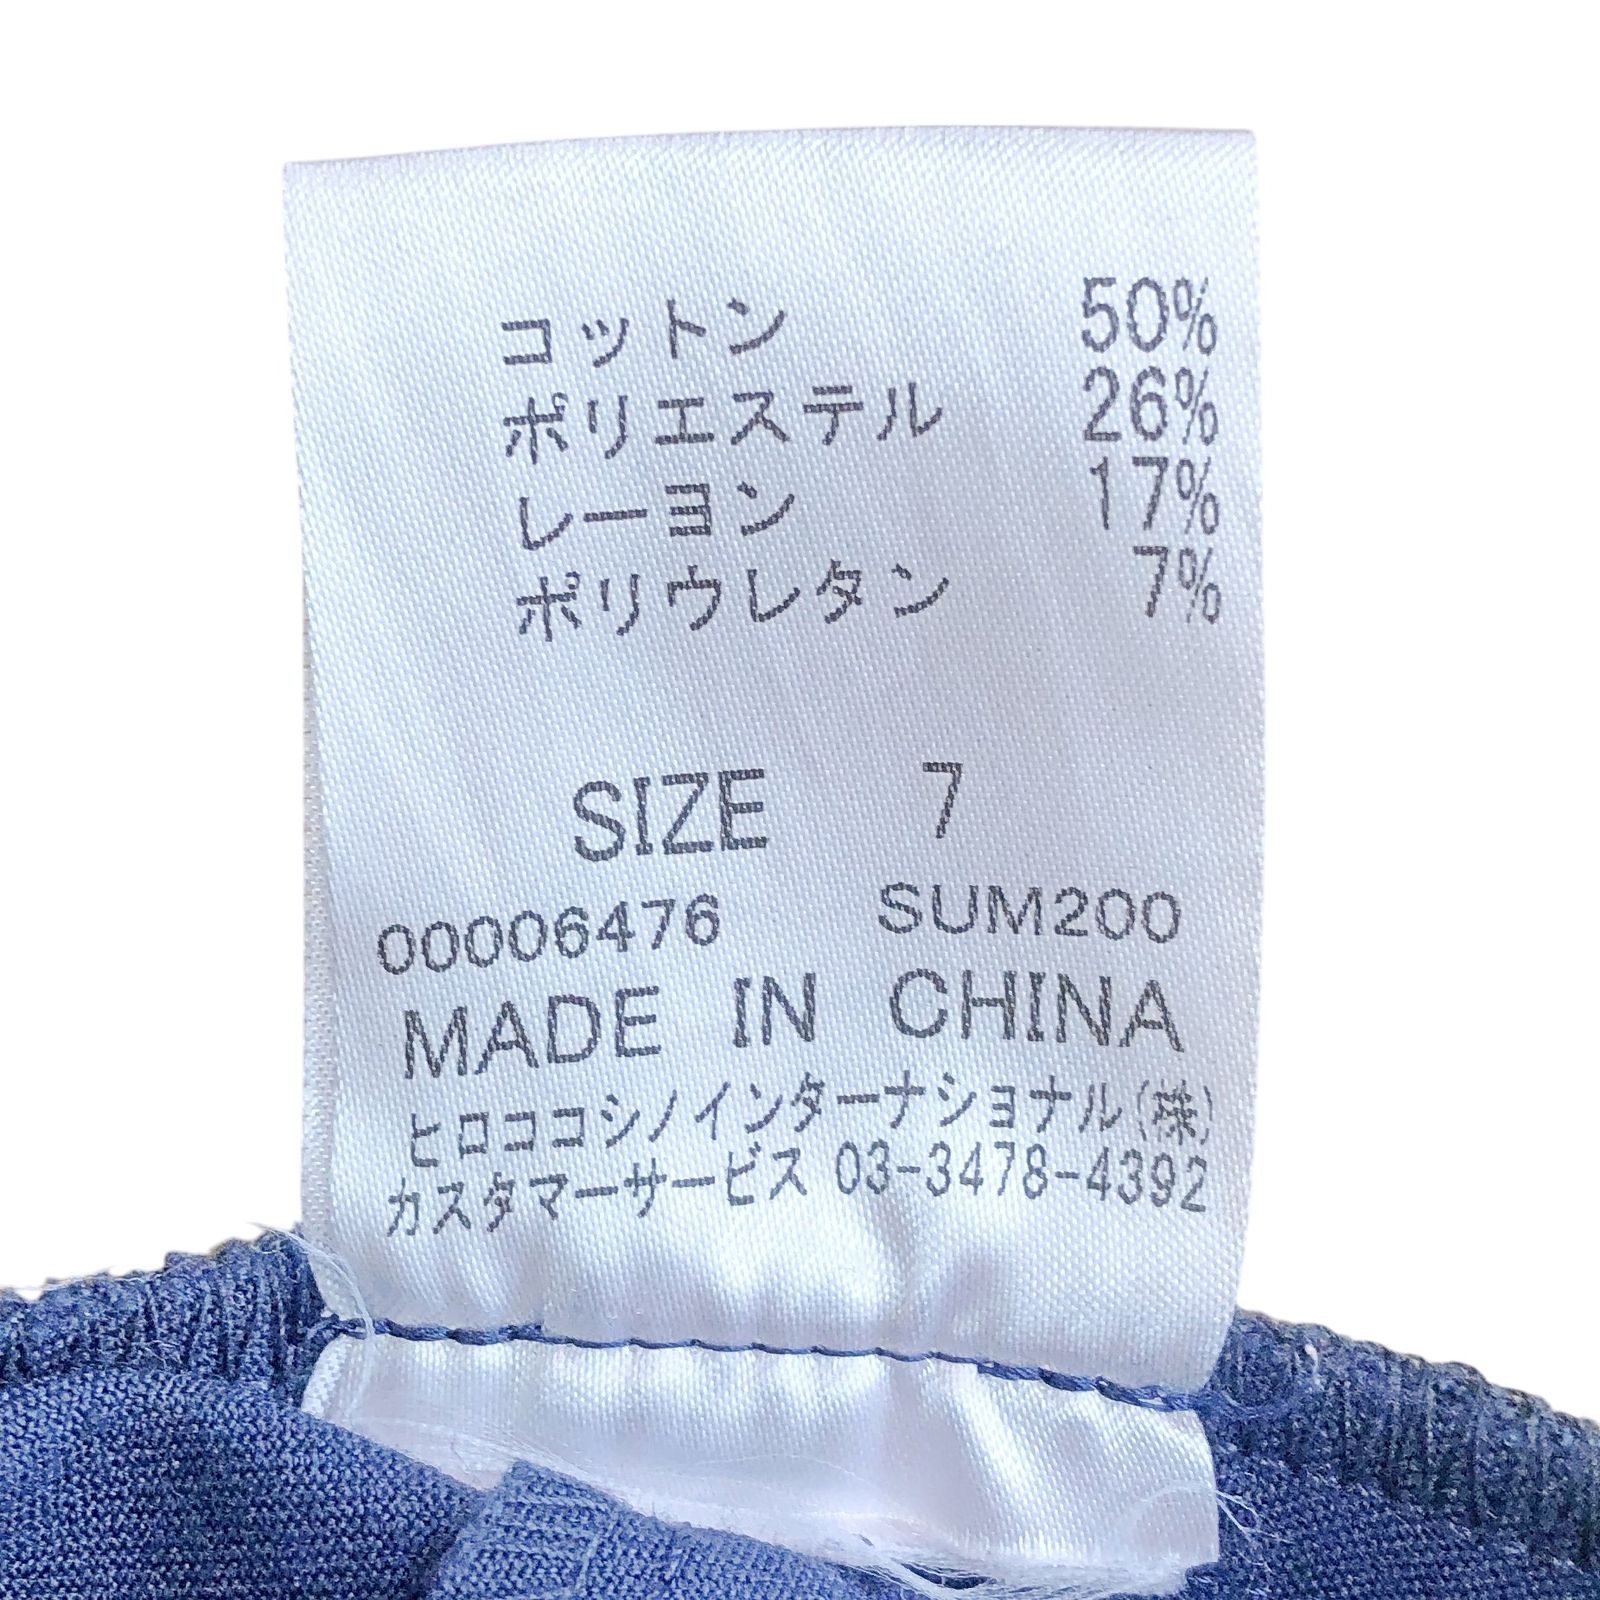 コットン 50%
ポリエステル 26%
レーヨン 17%
ポリウレタン 7%
SIZE 7
00006476 SUM200
MADE IN CHINA
ヒロココシノインターナショナル(株)
カスタマーサービス 03-3478-4392